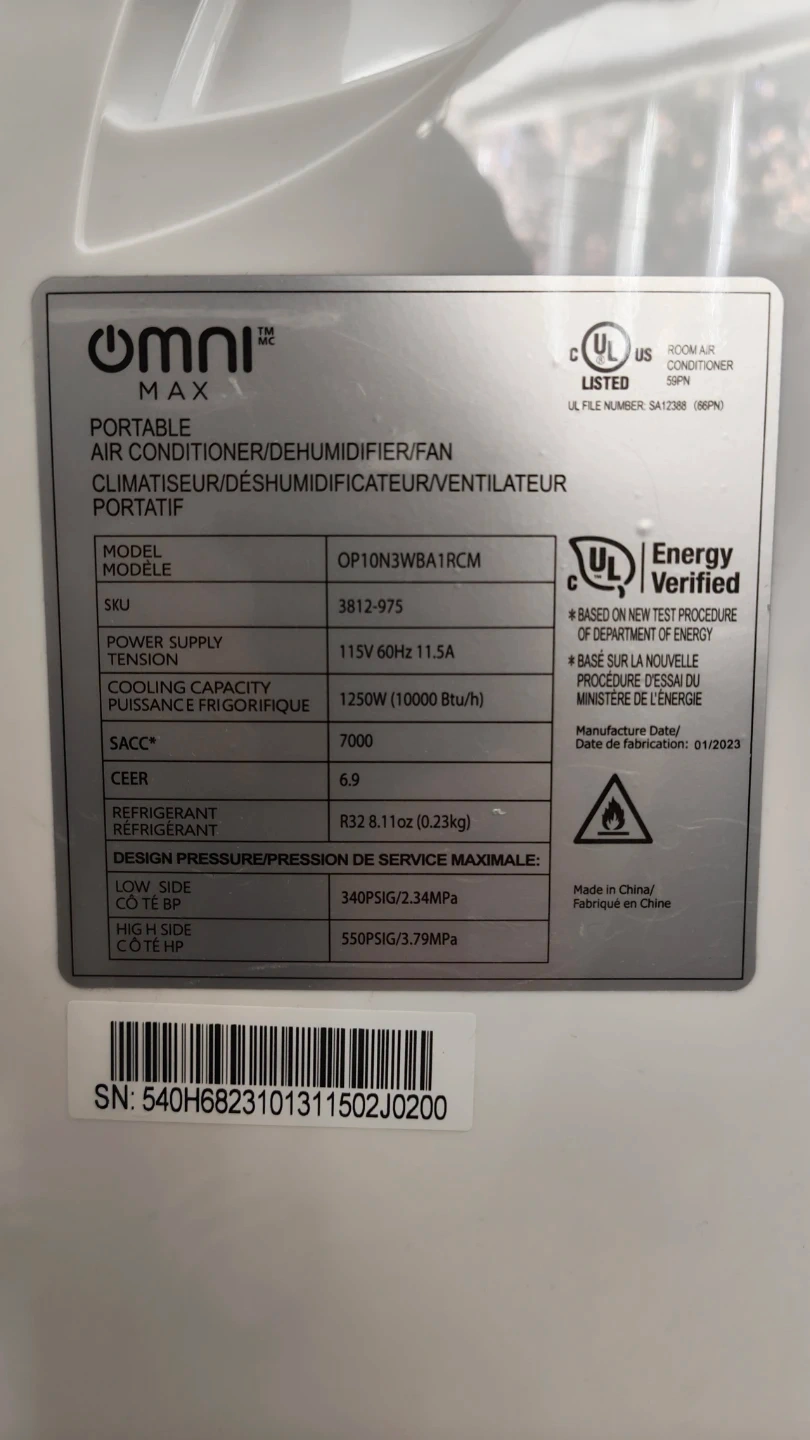 OMNI™ MC
MAX
C UL US
®
LISTED
ROOM AIR
CONDITIONER
59PN
UL FILE NUMBER: SA12388 (66PN)
PORTABLE
AIR CONDITIONER/DEHUMIDIFIER/FAN
CLIMATISEUR/DÉSHUMIDIFICATEUR/VENTILATEUR
PORTATIF
MODEL
MODÈLE
OP10N3WBA1RCM
SKU
3812-975
POWER SUPPLY
TENSION
115V 60Hz 11.5A
COOLING CAPACITY
PUISSANCE FRIGORIFIQUE
1250W (10000 Btu/h)
SACC*
7000
CEER
6.9
REFRIGERANT
RÉFRIGÉRANT
R32 8.11oz (0.23kg)
DESIGN PRESSURE/PRESSION DE SERVICE MAXIMALE:
LOW SIDE
CÔTÉ BP
340PSIG/2.34MPa
HIGH SIDE
CÔTÉ HP
550PSIG/3.79MPa
C UL™
Energy
Verified
*BASED ON NEW TEST PROCEDURE
OF DEPARTMENT OF ENERGY
*BASÉ SUR LA NOUVELLE
PROCÉDURE D'ESSAI DU
MINISTÈRE DE L'ÉNERGIE
Manufacture Date/
Date de fabrication: 01/2023
Made in China/
Fabriqué en Chine
SN: 540H6823101311502J0200